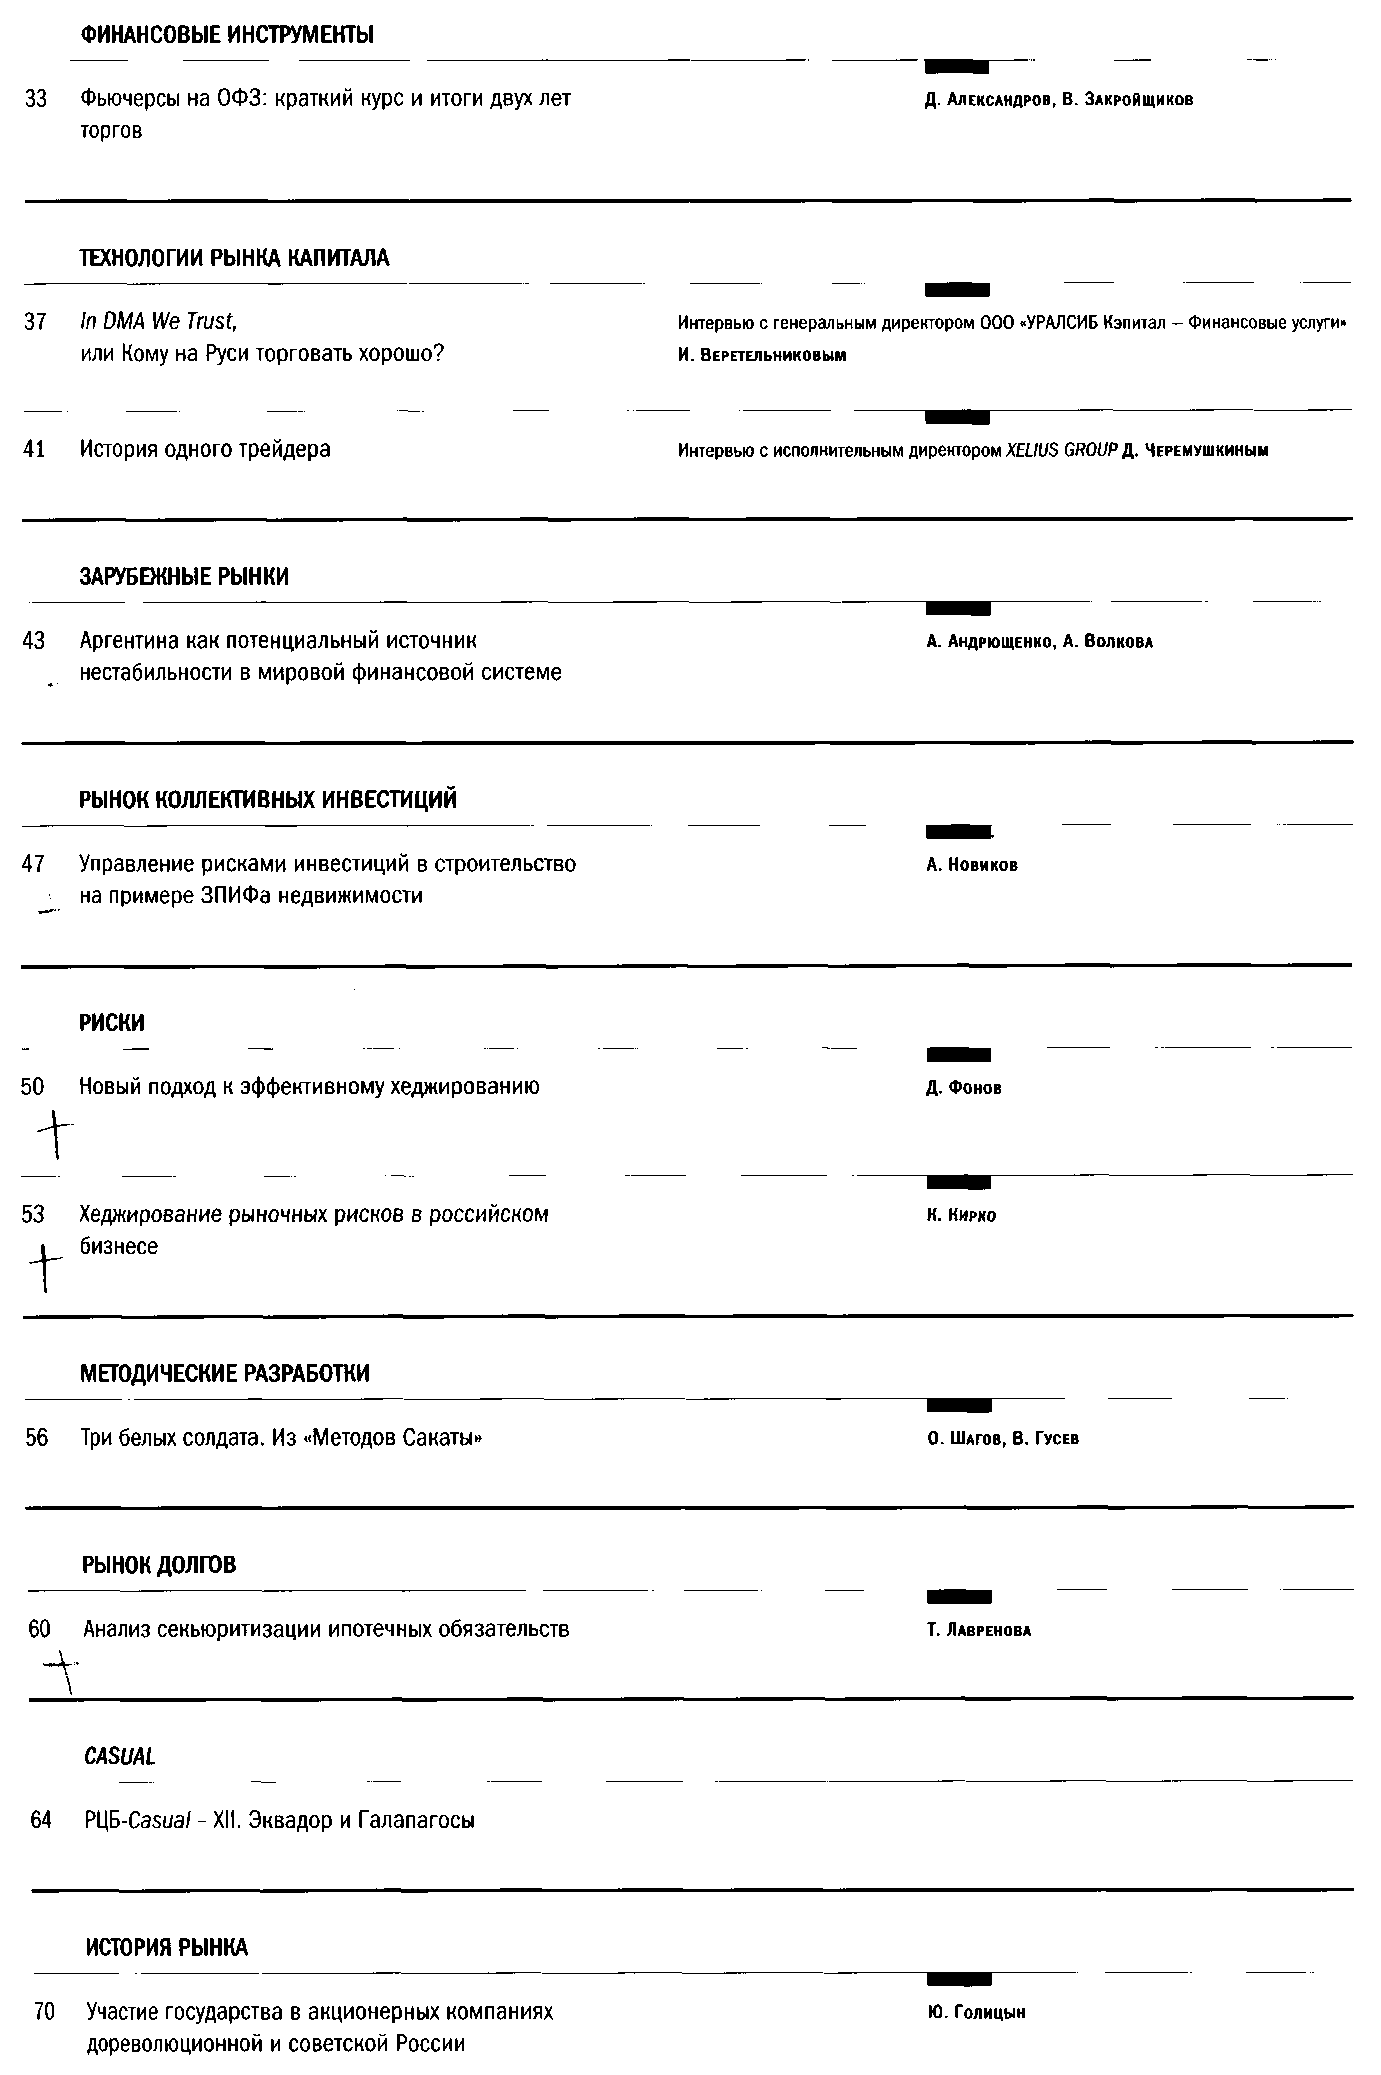 ФИНАНСОВЫЕ ИНСТРУМЕНТЫ
33 Фьючерсы на ОФЗ: краткий курс и итоги двух лет Д. Александров, В. Закройщиков
торгов
ТЕХНОЛОГИИ РЫНКА КАПИТАЛА
37 In DMA We Trust, Интервью с генеральным директором ООО «УРАЛСИБ Кэпитал – Финансовые услуги»
или Кому на Руси торговать хорошо? И. Веретельниковым
41 История одного трейдера Интервью с исполнительным директором XELIUS GROUP Д. Черемушкиным
ЗАРУБЕЖНЫЕ РЫНКИ
43 Аргентина как потенциальный источник А. Андрющенко, А. Волкова
нестабильности в мировой финансовой системе
РЫНОК КОЛЛЕКТИВНЫХ ИНВЕСТИЦИЙ
47 Управление рисками инвестиций в строительство А. Новиков
на примере ЗПИФа недвижимости
РИСКИ
50 Новый подход к эффективному хеджированию Д. Фонов
53 Хеджирование рыночных рисков в российском К. Кирко
бизнесе
МЕТОДИЧЕСКИЕ РАЗРАБОТКИ
56 Три белых солдата. Из «Методов Сакаты» О. Шагов, В. Гусев
РЫНОК ДОЛГОВ
60 Анализ секьюритизации ипотечных обязательств Т. Лавренова
CASUAL
64 РЦБ-Casual – XII. Эквадор и Галапагосы
ИСТОРИЯ РЫНКА
70 Участие государства в акционерных компаниях Ю. Голицын
дореволюционной и советской России